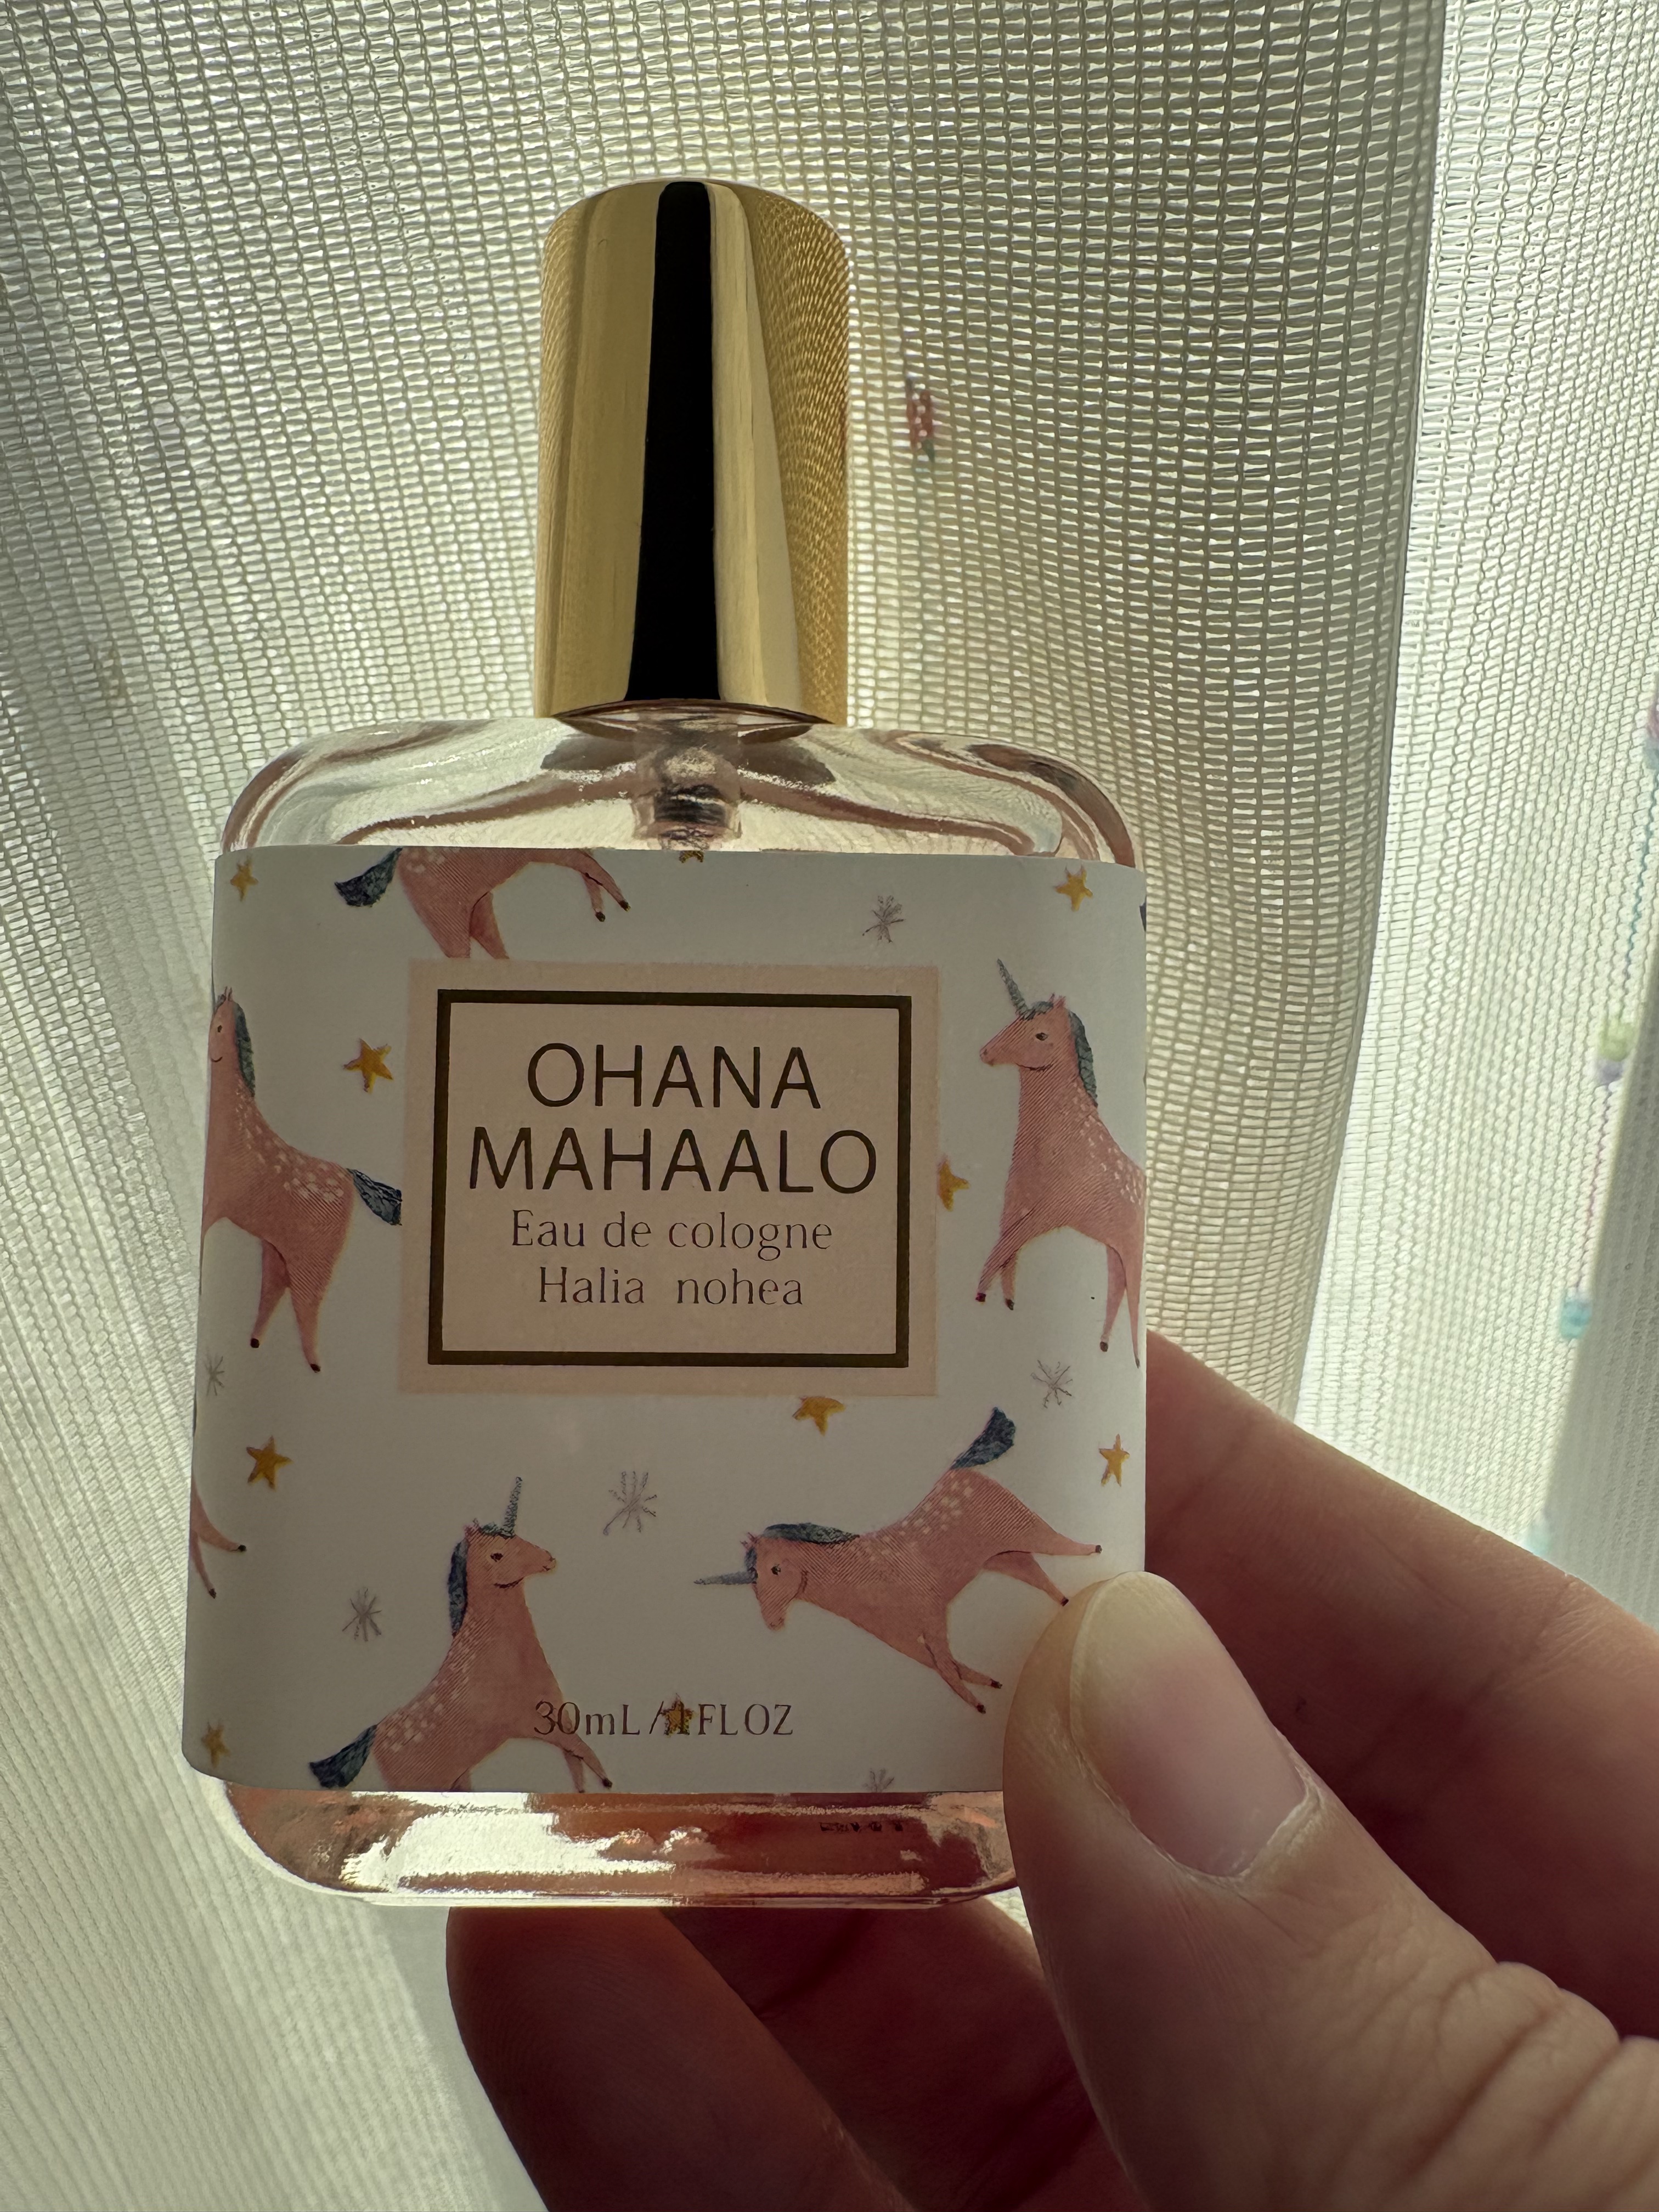 OHANA
MAHAALO
Eau de cologne
Halia nohea
30mL/1FLOZ